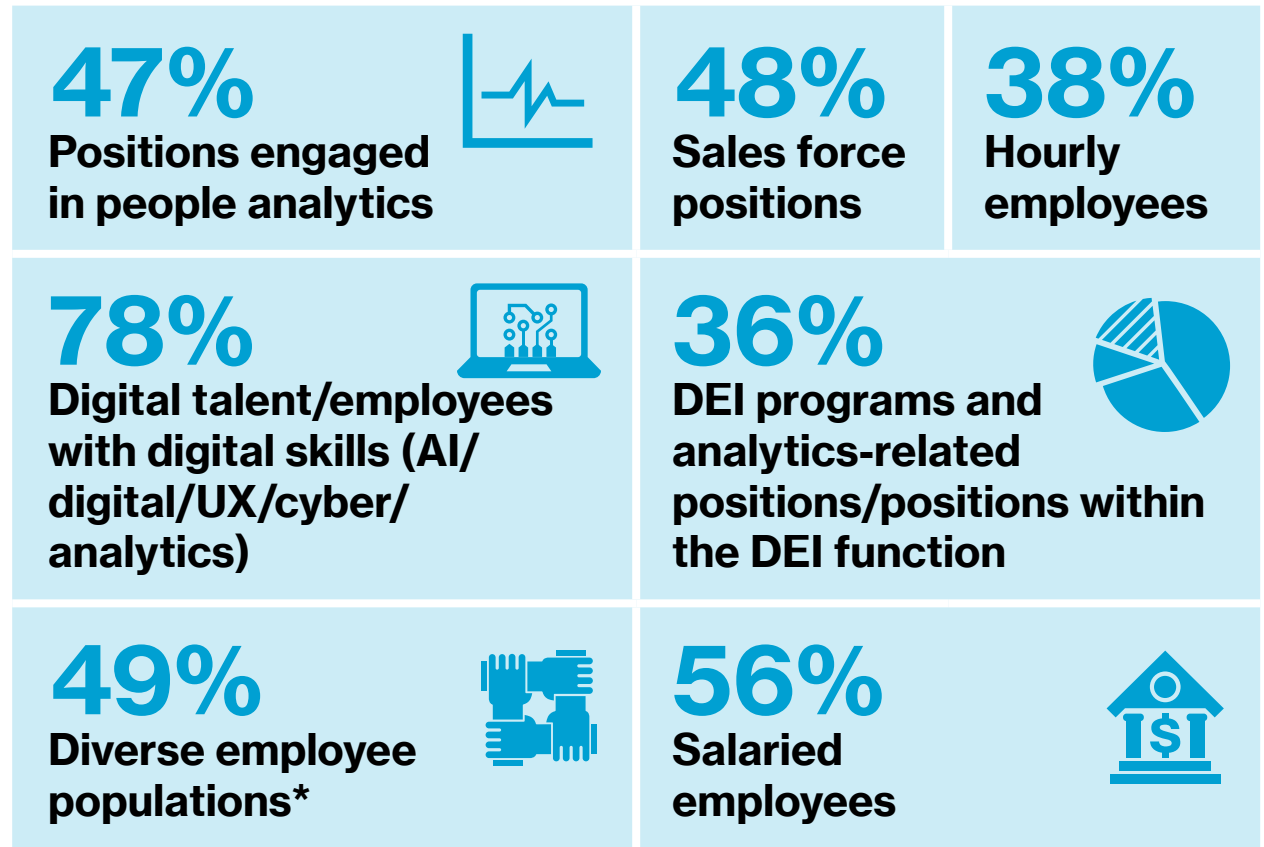 47%
Positions engaged
in people analytics
48%
Sales force
positions
38%
Hourly
employees
78%
Digital talent/employees
with digital skills (AI/
digital/UX/cyber/
analytics)
36%
DEI programs and
analytics-related
positions/positions within
the DEI function
49%
Diverse employee
populations*
56%
Salaried
employees
$